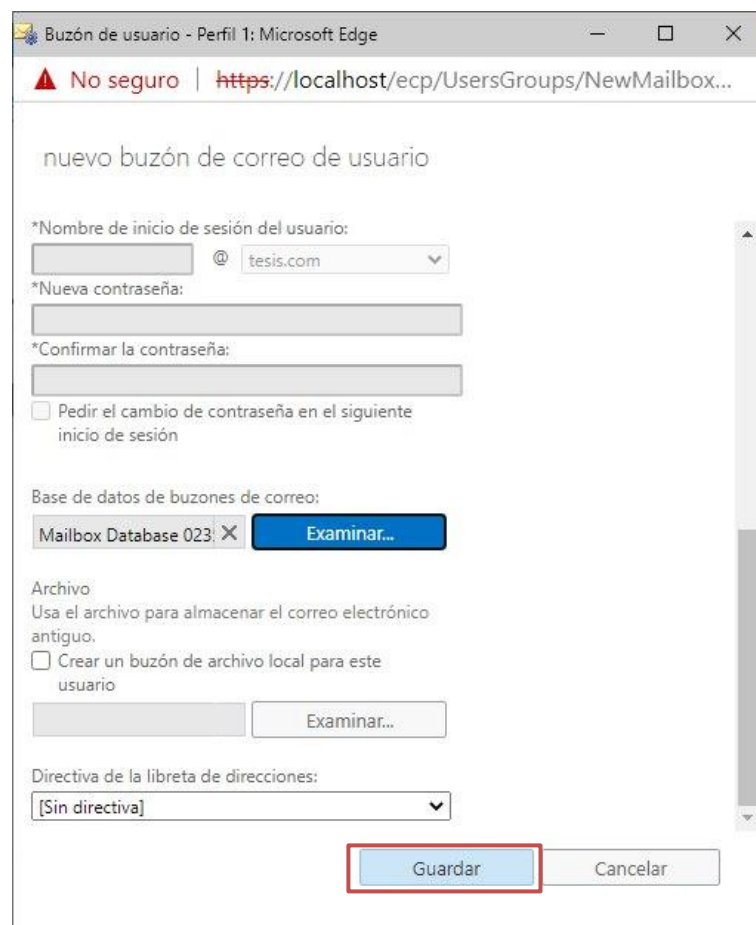 Buzón de usuario - Perfil 1: Microsoft Edge
No seguro | https://localhost/ecp/UsersGroups/NewMailbox...
nuevo buzón de correo de usuario
*Nombre de inicio de sesión del usuario:
@ tesis.com
*Nueva contraseña:
*Confirmar la contraseña:
Pedir el cambio de contraseña en el siguiente
inicio de sesión
Base de datos de buzones de correo:
Mailbox Database 023 Examinar...
Archivo
Usa el archivo para almacenar el correo electrónico
antiguo.
Crear un buzón de archivo local para este
usuario
Examinar...
Directiva de la libreta de direcciones:
[Sin directiva]
Guardar Cancelar